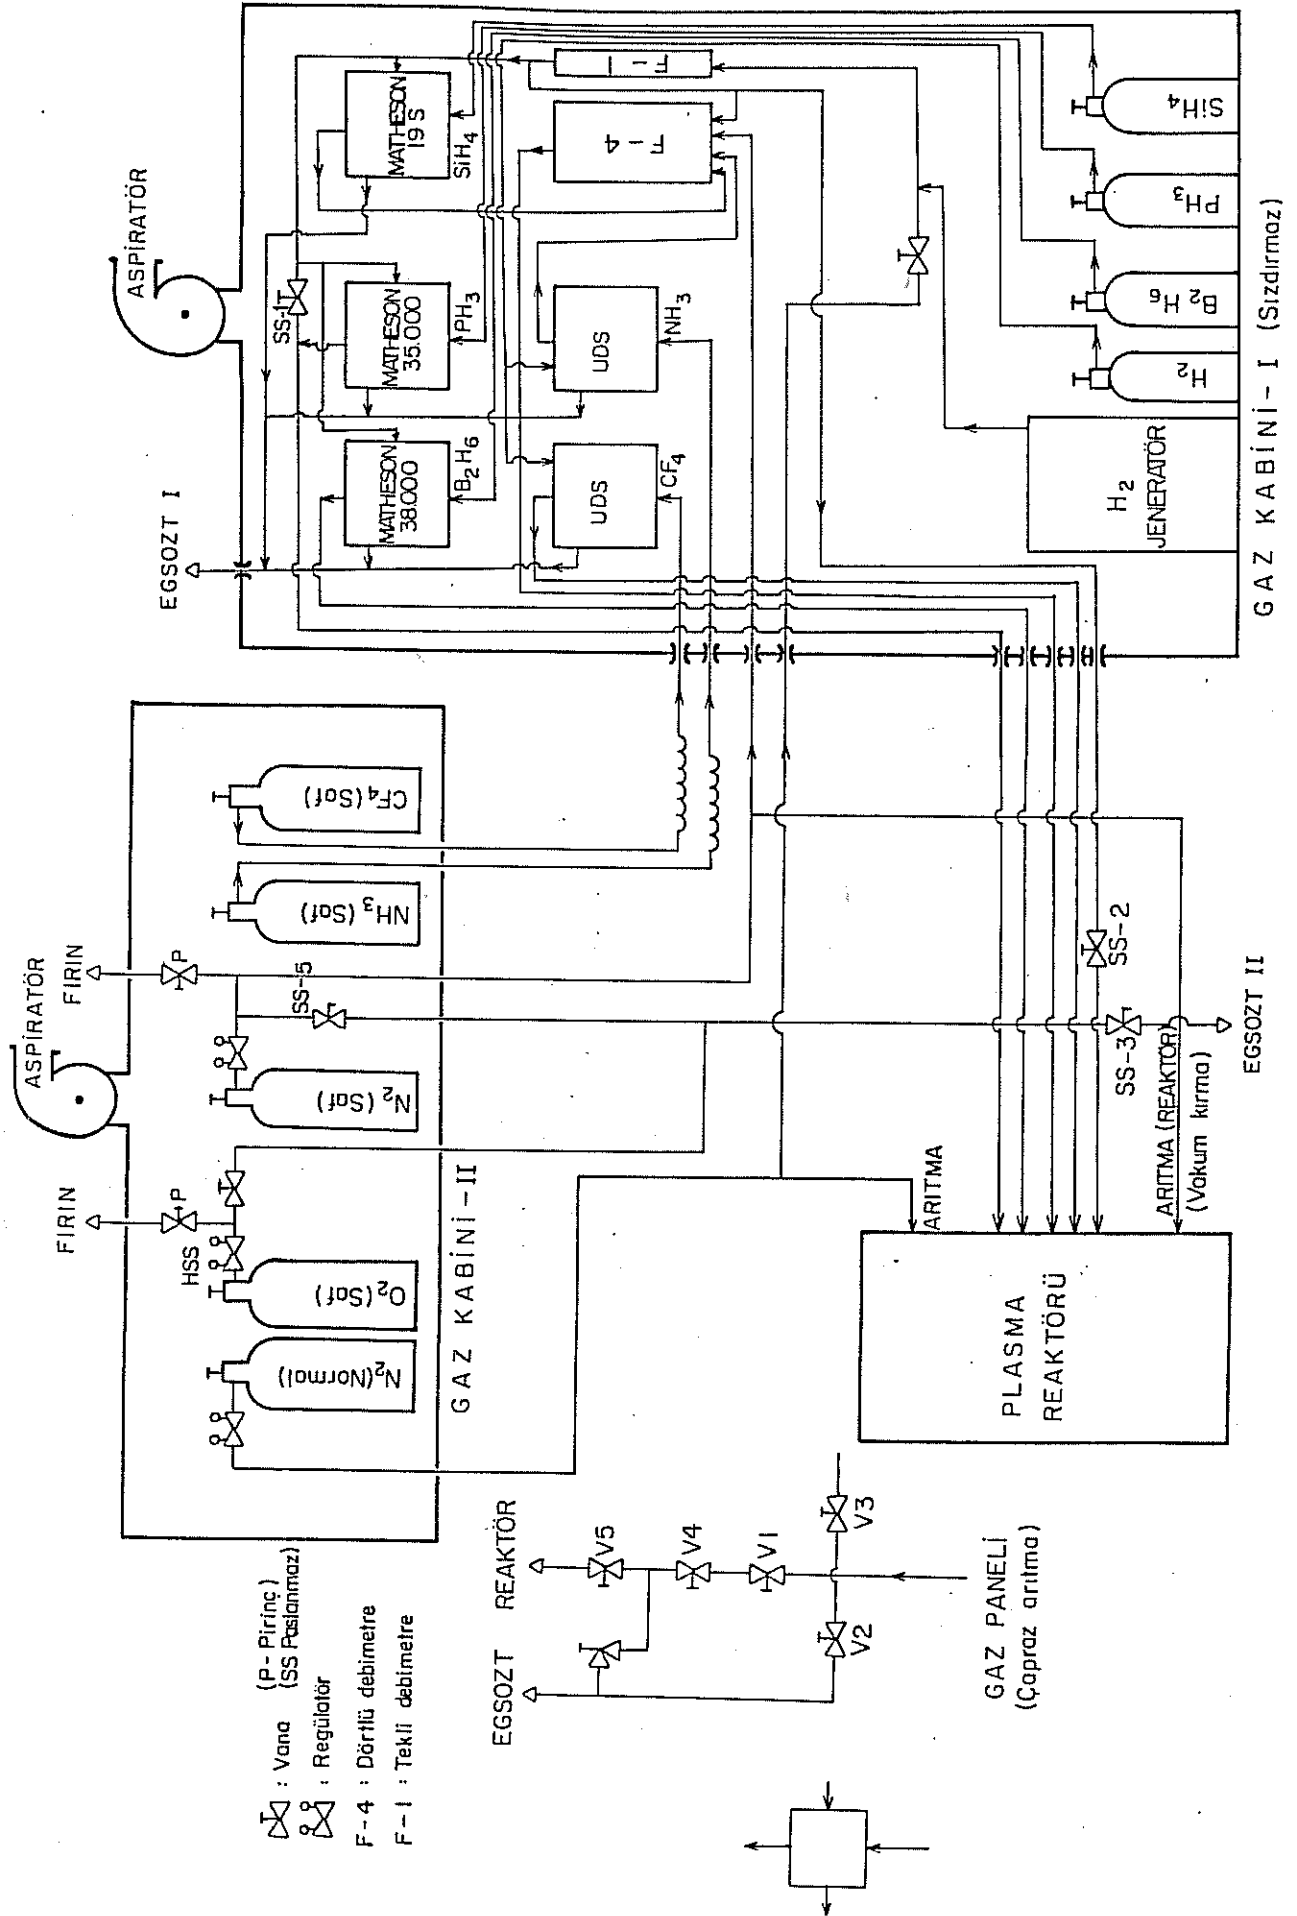 ASPİRATÖR
EGSOZT I
SS-1
MATHESON
19 S
SiH4
MATHESON
35.000
PH3
MATHESON
38.000
B2H6
UDS
NH3
UDS
CF4
F-4
F-1
SiH4
PH3
B2H6
H2
H2
JENERATÖR
GAZ KABİNİ-I (Sızdırmaz)
ASPİRATÖR
FIRIN
P
FIRIN
P
HSS
SS-5
CF4(Saf)
NH3(Saf)
N2(Saf)
O2(Saf)
N2(Normal)
GAZ KABİNİ-II
SS-2
SS-3
EGSOZT II
ARITMA
ARITMA(REAKTÖR)
(Vakum kırma)
PLASMA
REAKTÖRÜ
: Vana (P-Pirinç)
(SS Paslanmaz)
: Regülatör
F-4 : Dörtlü debimetre
F-1 : Tekli debimetre
EGSOZT
REAKTÖR
V5
V4
V1
V2
V3
GAZ PANELİ
(Çapraz arıtma)